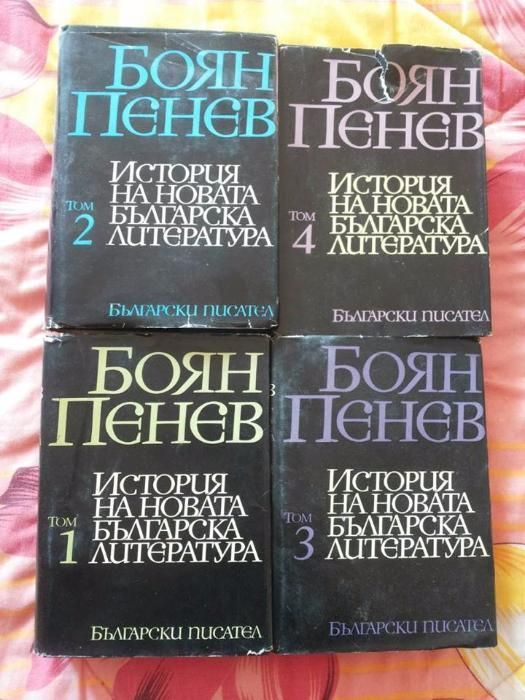 БОЯН
ПЕНЕВ
ИСТОРИЯ
НА НОВАТА
БЪЛГАРСКА
ЛИТЕРАТУРА
ТОМ
2
БЪЛГАРСКИ ПИСАТЕЛ
БОЯН
ПЕНЕВ
ИСТОРИЯ
НА НОВАТА
БЪЛГАРСКА
ЛИТЕРАТУРА
ТОМ
4
БЪЛГАРСКИ ПИСАТЕЛ
БОЯН
ПЕНЕВ
ИСТОРИЯ
НА НОВАТА
БЪЛГАРСКА
ЛИТЕРАТУРА
ТОМ
1
БЪЛГАРСКИ ПИСАТЕЛ
БОЯН
ПЕНЕВ
ИСТОРИЯ
НА НОВАТА
БЪЛГАРСКА
ЛИТЕРАТУРА
ТОМ
3
БЪЛГАРСКИ ПИСАТЕЛ